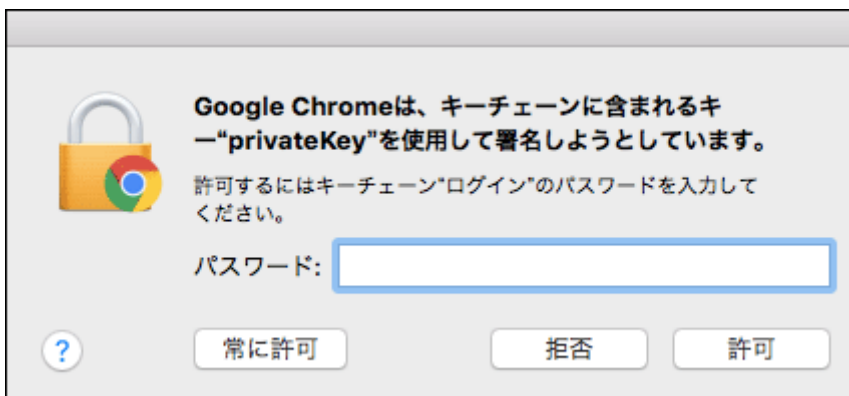 Google Chromeは、キーチェーンに含まれるキ
ー“privateKey”を使用して署名しようとしています。
許可するにはキーチェーン“ログイン”のパスワードを入力して
ください。
パスワード:
?
常に許可
拒否
許可